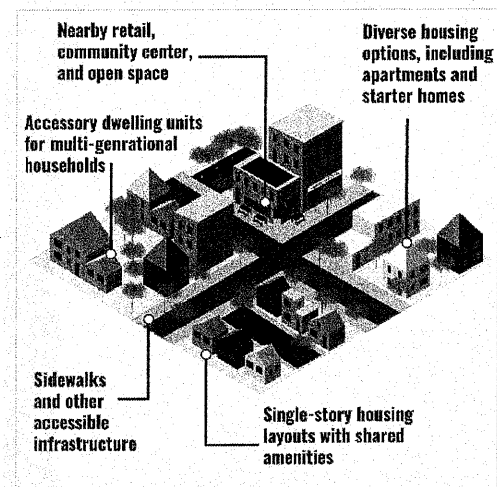 Nearby retail,
community center,
and open space
Diverse housing
options, including
apartments and
starter homes
Accessory dwelling units
for multi-genrational
households
Sidewalks
and other
accessible
infrastructure
Single-story housing
layouts with shared
amenities